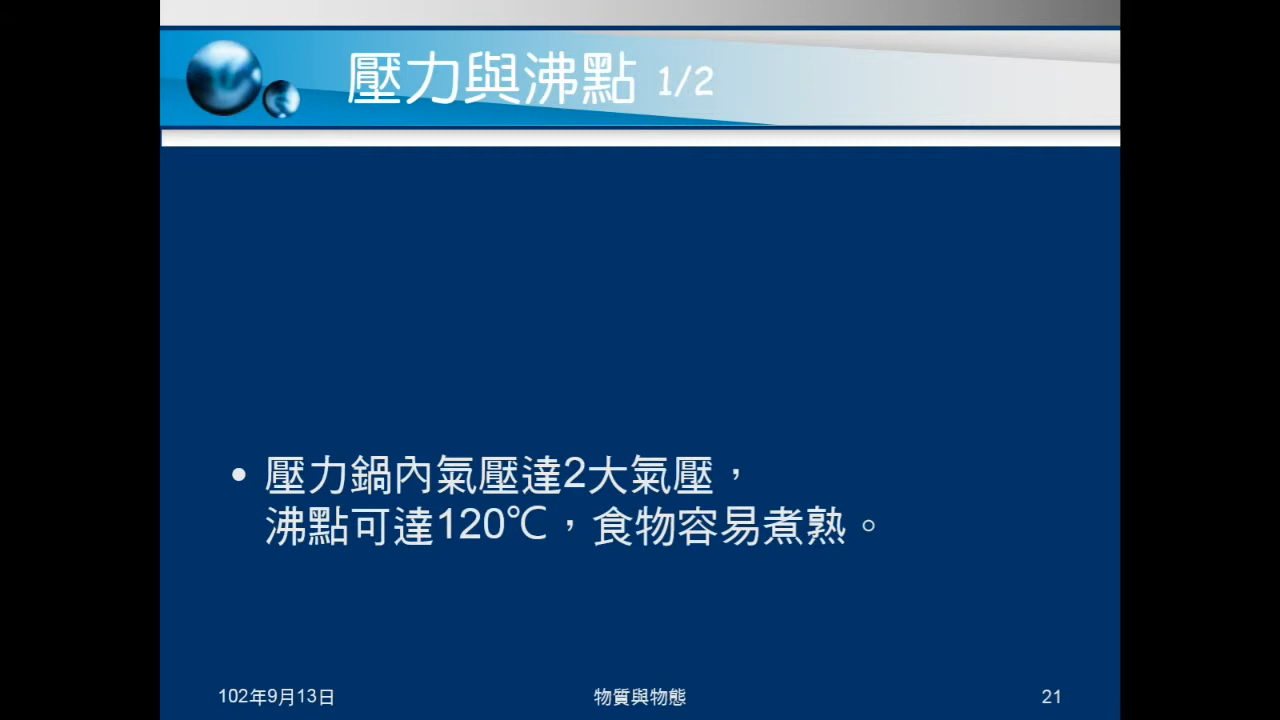 壓力與沸點 1/2
• 壓力鍋內氣壓達2大氣壓，
沸點可達120℃，食物容易煮熟。
102年9月13日
物質與物態
21